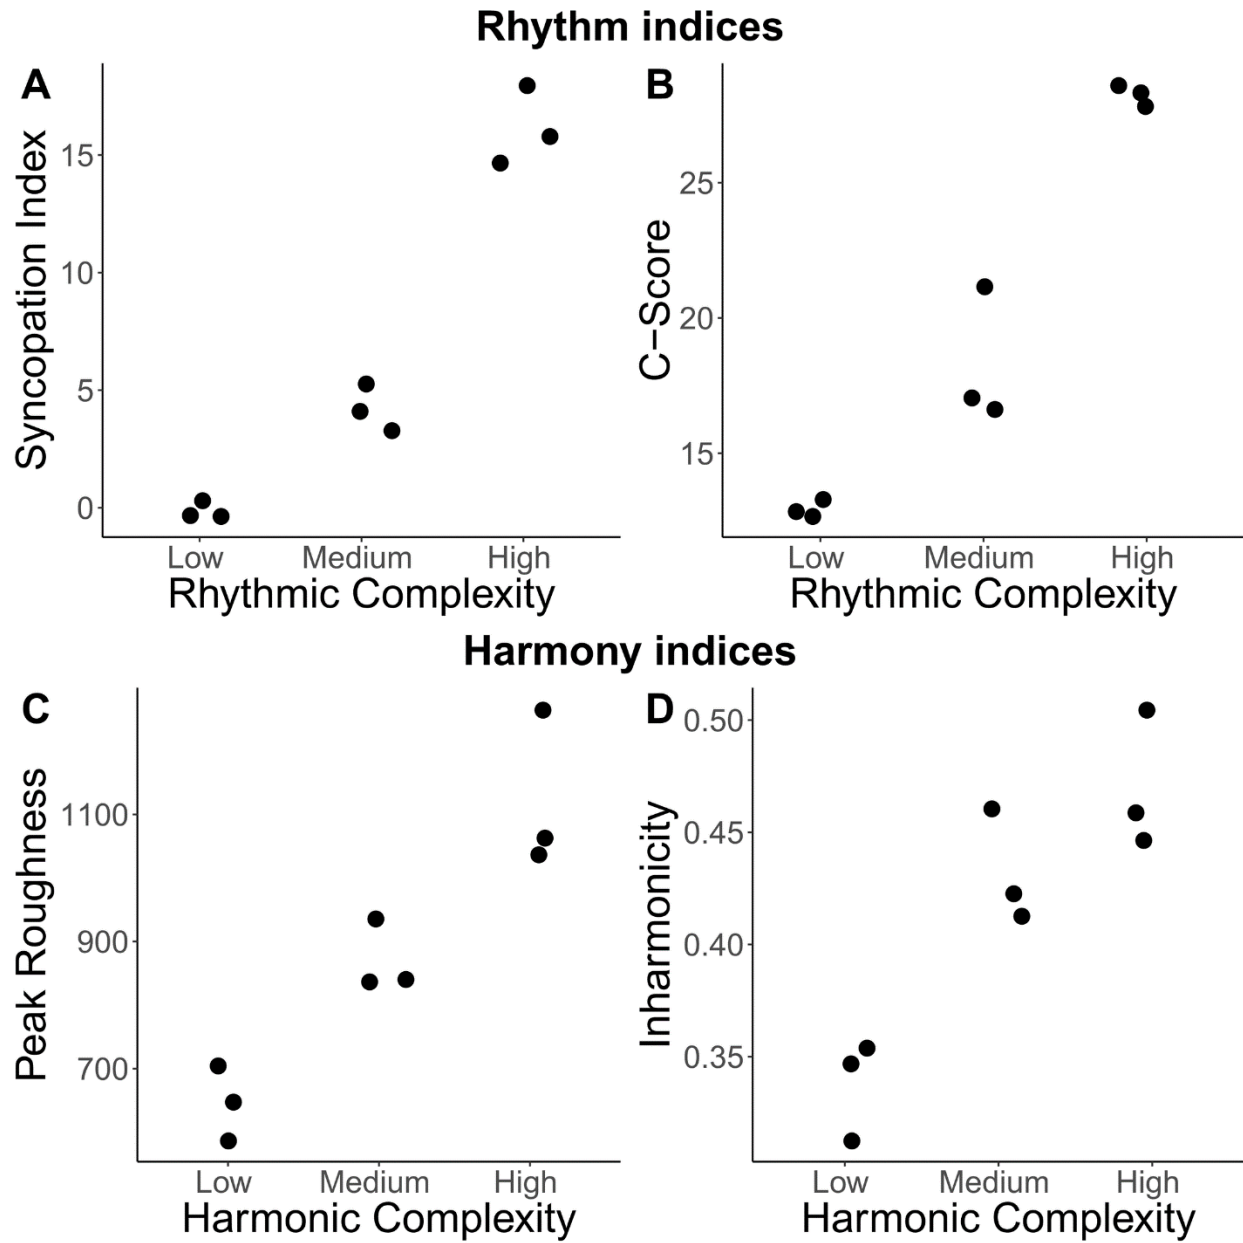 Rhythm indices
A
Syncopation Index
15
10
5
0
Low Medium High
Rhythmic Complexity
B
C−Score
25
20
15
Low Medium High
Rhythmic Complexity
Harmony indices
C
Peak Roughness
1100
900
700
Low Medium High
Harmonic Complexity
D
Inharmonicity
0.50
0.45
0.40
0.35
Low Medium High
Harmonic Complexity